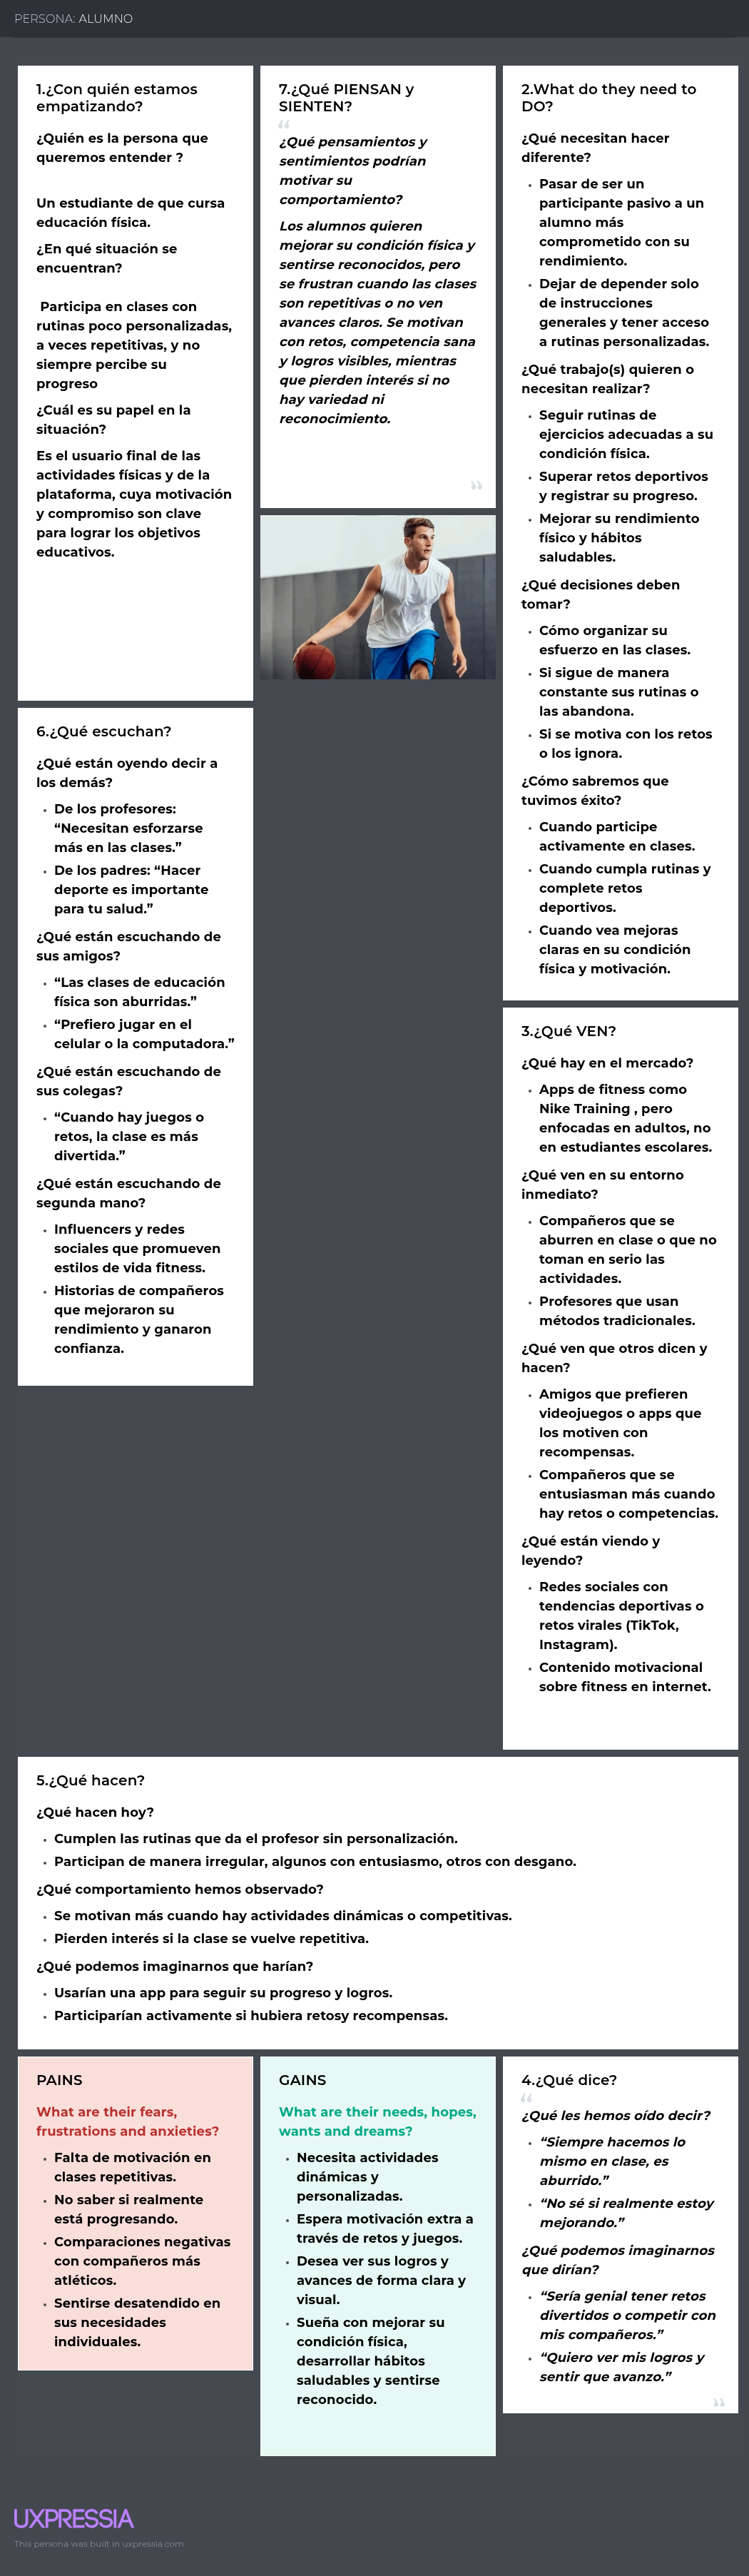 PERSONA: ALUMNO
1.¿Con quién estamos
empatizando?
¿Quién es la persona que
queremos entender ?
Un estudiante de que cursa
educación física.
¿En qué situación se
encuentran?
Participa en clases con
rutinas poco personalizadas,
a veces repetitivas, y no
siempre percibe su
progreso
¿Cuál es su papel en la
situación?
Es el usuario final de las
actividades físicas y de la
plataforma, cuya motivación
y compromiso son clave
para lograr los objetivos
educativos.
7.¿Qué PIENSAN y
SIENTEN?
“
¿Qué pensamientos y
sentimientos podrían
motivar su
comportamiento?
Los alumnos quieren
mejorar su condición física y
sentirse reconocidos, pero
se frustran cuando las clases
son repetitivas o no ven
avances claros. Se motivan
con retos, competencia sana
y logros visibles, mientras
que pierden interés si no
hay variedad ni
reconocimiento.
”
2.What do they need to
DO?
¿Qué necesitan hacer
diferente?
• Pasar de ser un
participante pasivo a un
alumno más
comprometido con su
rendimiento.
• Dejar de depender solo
de instrucciones
generales y tener acceso
a rutinas personalizadas.
¿Qué trabajo(s) quieren o
necesitan realizar?
• Seguir rutinas de
ejercicios adecuadas a su
condición física.
• Superar retos deportivos
y registrar su progreso.
• Mejorar su rendimiento
físico y hábitos
saludables.
¿Qué decisiones deben
tomar?
• Cómo organizar su
esfuerzo en las clases.
• Si sigue de manera
constante sus rutinas o
las abandona.
• Si se motiva con los retos
o los ignora.
¿Cómo sabremos que
tuvimos éxito?
• Cuando participe
activamente en clases.
• Cuando cumpla rutinas y
complete retos
deportivos.
• Cuando vea mejoras
claras en su condición
física y motivación.
6.¿Qué escuchan?
¿Qué están oyendo decir a
los demás?
• De los profesores:
“Necesitan esforzarse
más en las clases.”
• De los padres: “Hacer
deporte es importante
para tu salud.”
¿Qué están escuchando de
sus amigos?
• “Las clases de educación
física son aburridas.”
• “Prefiero jugar en el
celular o la computadora.”
¿Qué están escuchando de
sus colegas?
• “Cuando hay juegos o
retos, la clase es más
divertida.”
¿Qué están escuchando de
segunda mano?
• Influencers y redes
sociales que promueven
estilos de vida fitness.
• Historias de compañeros
que mejoraron su
rendimiento y ganaron
confianza.
3.¿Qué VEN?
¿Qué hay en el mercado?
• Apps de fitness como
Nike Training , pero
enfocadas en adultos, no
en estudiantes escolares.
¿Qué ven en su entorno
inmediato?
• Compañeros que se
aburren en clase o que no
toman en serio las
actividades.
• Profesores que usan
métodos tradicionales.
¿Qué ven que otros dicen y
hacen?
• Amigos que prefieren
videojuegos o apps que
los motiven con
recompensas.
• Compañeros que se
entusiasman más cuando
hay retos o competencias.
¿Qué están viendo y
leyendo?
• Redes sociales con
tendencias deportivas o
retos virales (TikTok,
Instagram).
• Contenido motivacional
sobre fitness en internet.
5.¿Qué hacen?
¿Qué hacen hoy?
• Cumplen las rutinas que da el profesor sin personalización.
• Participan de manera irregular, algunos con entusiasmo, otros con desgano.
¿Qué comportamiento hemos observado?
• Se motivan más cuando hay actividades dinámicas o competitivas.
• Pierden interés si la clase se vuelve repetitiva.
¿Qué podemos imaginarnos que harían?
• Usarían una app para seguir su progreso y logros.
• Participarían activamente si hubiera retosy recompensas.
PAINS
What are their fears,
frustrations and anxieties?
• Falta de motivación en
clases repetitivas.
• No saber si realmente
está progresando.
• Comparaciones negativas
con compañeros más
atléticos.
• Sentirse desatendido en
sus necesidades
individuales.
GAINS
What are their needs, hopes,
wants and dreams?
• Necesita actividades
dinámicas y
personalizadas.
• Espera motivación extra a
través de retos y juegos.
• Desea ver sus logros y
avances de forma clara y
visual.
• Sueña con mejorar su
condición física,
desarrollar hábitos
saludables y sentirse
reconocido.
4.¿Qué dice?
“
¿Qué les hemos oído decir?
• “Siempre hacemos lo
mismo en clase, es
aburrido.”
• “No sé si realmente estoy
mejorando.”
¿Qué podemos imaginarnos
que dirían?
• “Sería genial tener retos
divertidos o competir con
mis compañeros.”
• “Quiero ver mis logros y
sentir que avanzo.”
”
UXPRESSIA
This persona was built in uxpressia.com